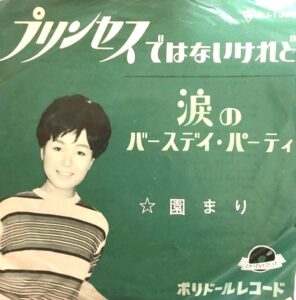 プリンセスではないけれど
涙の
バースデイ・パーティ
☆園まり
ポリドールレコード